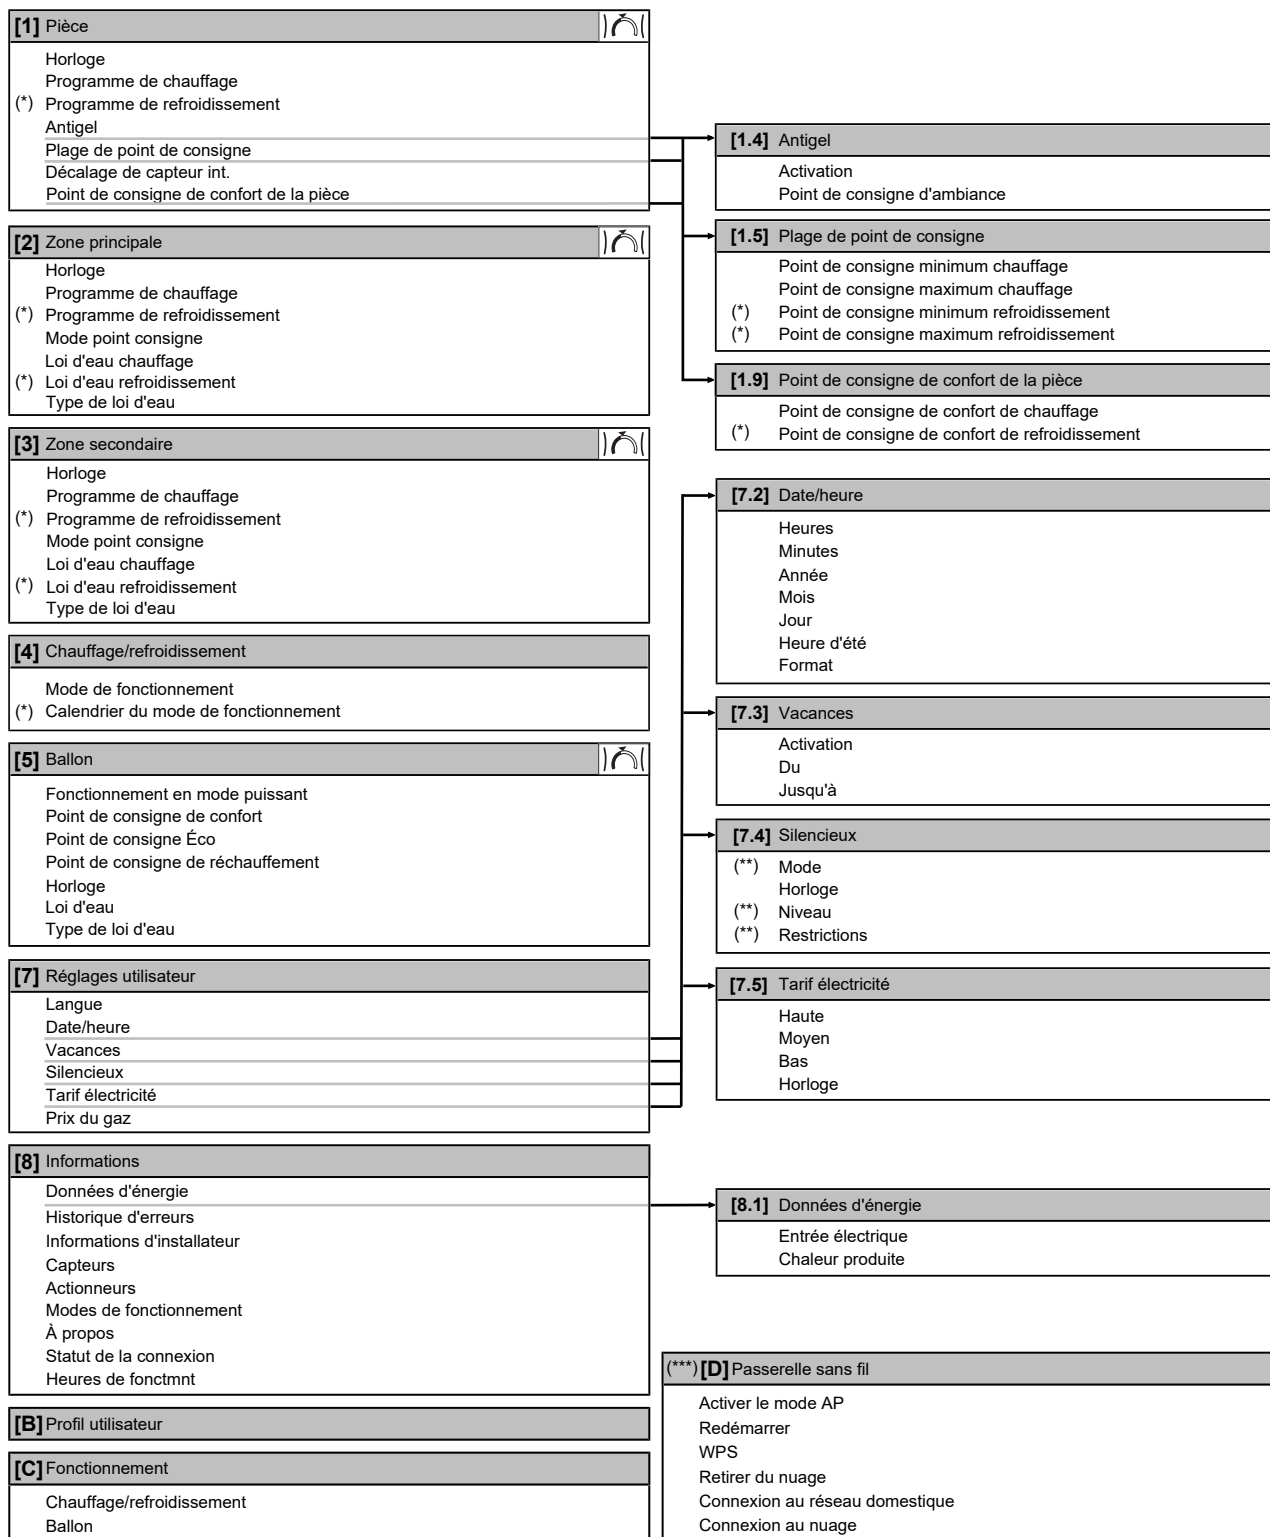 [1] Pièce
Horloge
Programme de chauffage
(*) Programme de refroidissement
Antigel
Plage de point de consigne
Décalage de capteur int.
Point de consigne de confort de la pièce
[1.4] Antigel
Activation
Point de consigne d'ambiance
[1.5] Plage de point de consigne
Point de consigne minimum chauffage
Point de consigne maximum chauffage
(*) Point de consigne minimum refroidissement
(*) Point de consigne maximum refroidissement
[1.9] Point de consigne de confort de la pièce
Point de consigne de confort de chauffage
(*) Point de consigne de confort de refroidissement
[2] Zone principale
Horloge
Programme de chauffage
(*) Programme de refroidissement
Mode point consigne
Loi d'eau chauffage
(*) Loi d'eau refroidissement
Type de loi d'eau
[3] Zone secondaire
Horloge
Programme de chauffage
(*) Programme de refroidissement
Mode point consigne
Loi d'eau chauffage
(*) Loi d'eau refroidissement
Type de loi d'eau
[4] Chauffage/refroidissement
Mode de fonctionnement
(*) Calendrier du mode de fonctionnement
[5] Ballon
Fonctionnement en mode puissant
Point de consigne de confort
Point de consigne Éco
Point de consigne de réchauffement
Horloge
Loi d'eau
Type de loi d'eau
[7] Réglages utilisateur
Langue
Date/heure
Vacances
Silencieux
Tarif électricité
Prix du gaz
[7.2] Date/heure
Heures
Minutes
Année
Mois
Jour
Heure d'été
Format
[7.3] Vacances
Activation
Du
Jusqu'à
[7.4] Silencieux
(**) Mode
Horloge
(**) Niveau
(**) Restrictions
[7.5] Tarif électricité
Haute
Moyen
Bas
Horloge
[8] Informations
Données d'énergie
Historique d'erreurs
Informations d'installateur
Capteurs
Actionneurs
Modes de fonctionnement
À propos
Statut de la connexion
Heures de fonctmnt
[8.1] Données d'énergie
Entrée électrique
Chaleur produite
[B] Profil utilisateur
[C] Fonctionnement
Chauffage/refroidissement
Ballon
(***) [D] Passerelle sans fil
Activer le mode AP
Redémarrer
WPS
Retirer du nuage
Connexion au réseau domestique
Connexion au nuage